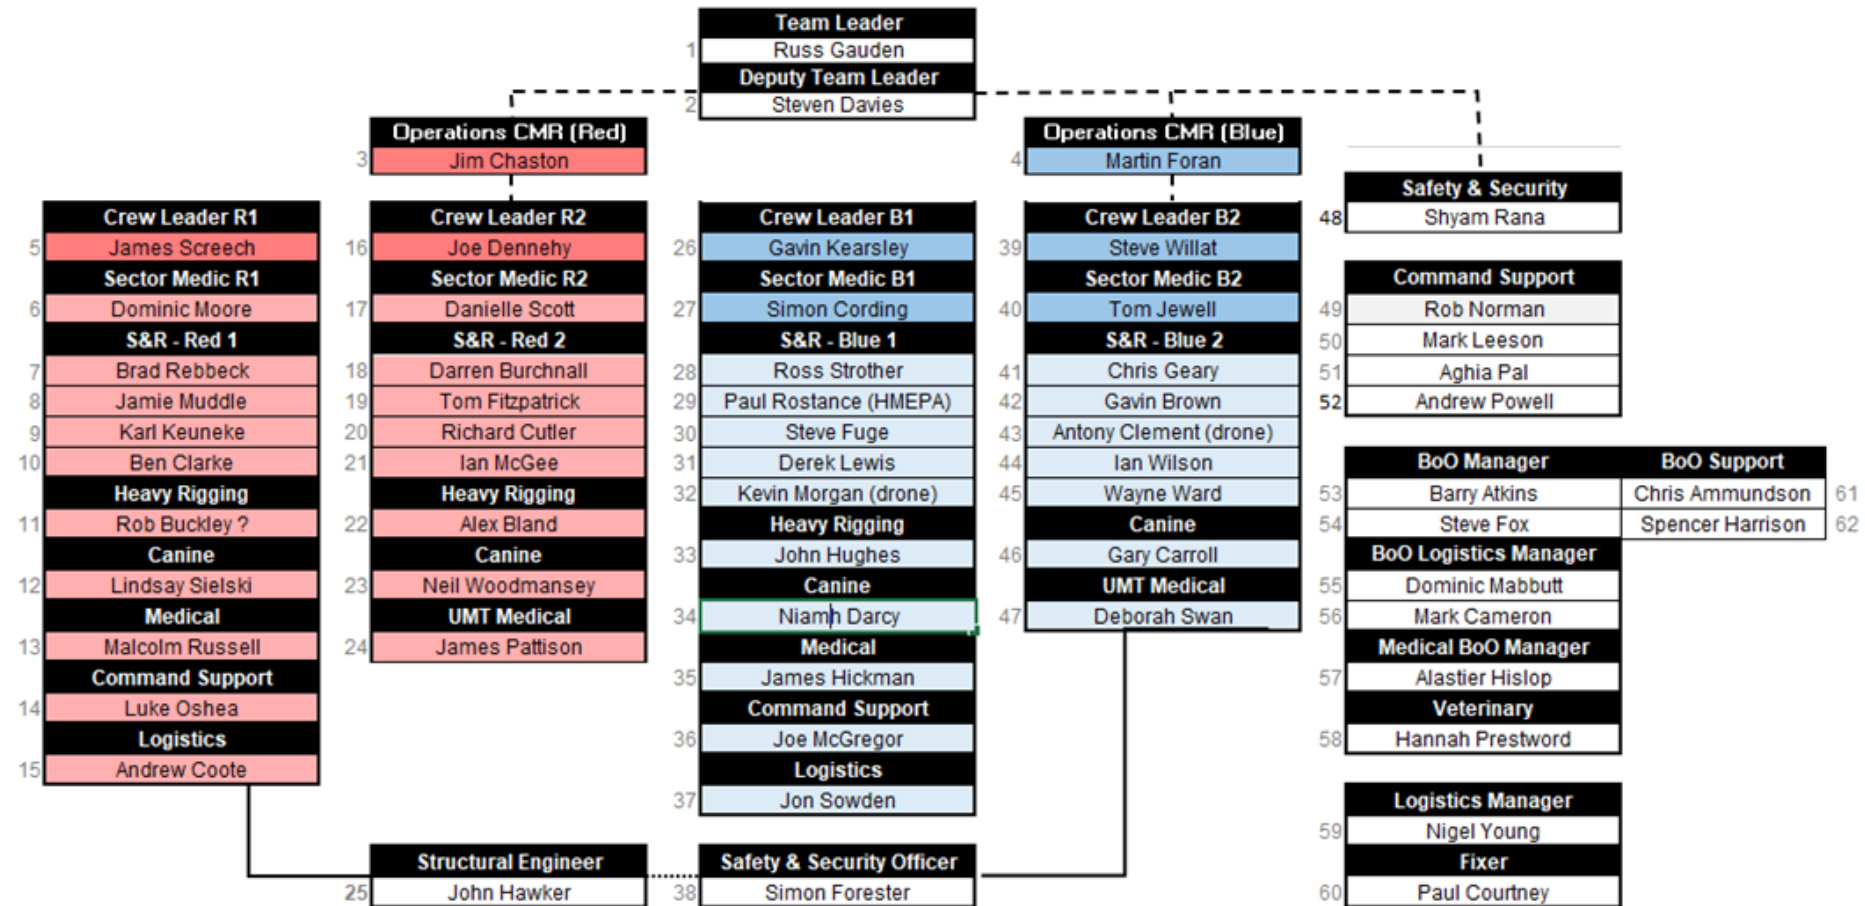 Team Leader
1 Russ Gauden
Deputy Team Leader
2 Steven Davies
Operations CMR (Red)
3 Jim Chaston
Operations CMR (Blue)
4 Martin Foran
Crew Leader R1
5 James Screech
Sector Medic R1
6 Dominic Moore
S&R - Red 1
7 Brad Rebbeck
8 Jamie Muddle
9 Karl Keuneke
10 Ben Clarke
Heavy Rigging
11 Rob Buckley ?
Canine
12 Lindsay Sielski
Medical
13 Malcolm Russell
Command Support
14 Luke Oshea
Logistics
15 Andrew Coote
Crew Leader R2
16 Joe Dennehy
Sector Medic R2
17 Danielle Scott
S&R - Red 2
18 Darren Burchnall
19 Tom Fitzpatrick
20 Richard Cutler
21 Ian McGee
Heavy Rigging
22 Alex Bland
Canine
23 Neil Woodmansey
UMT Medical
24 James Pattison
Structural Engineer
25 John Hawker
Crew Leader B1
26 Gavin Kearsley
Sector Medic B1
27 Simon Cording
S&R - Blue 1
28 Ross Strother
29 Paul Rostance (HMEPA)
30 Steve Fuge
31 Derek Lewis
32 Kevin Morgan (drone)
Heavy Rigging
33 John Hughes
Canine
34 Niamh Darcy
Medical
35 James Hickman
Command Support
36 Joe McGregor
Logistics
37 Jon Sowden
Safety & Security Officer
38 Simon Forester
Crew Leader B2
39 Steve Willat
Sector Medic B2
40 Tom Jewell
S&R - Blue 2
41 Chris Geary
42 Gavin Brown
43 Antony Clement (drone)
44 Ian Wilson
45 Wayne Ward
Canine
46 Gary Carroll
UMT Medical
47 Deborah Swan
Safety & Security
48 Shyam Rana
Command Support
49 Rob Norman
50 Mark Leeson
51 Aghia Pal
52 Andrew Powell
BoO Manager BoO Support
53 Barry Atkins Chris Ammundson 61
54 Steve Fox Spencer Harrison 62
BoO Logistics Manager
55 Dominic Mabbutt
56 Mark Cameron
Medical BoO Manager
57 Alastier Hislop
Veterinary
58 Hannah Prestword
Logistics Manager
59 Nigel Young
Fixer
60 Paul Courtney